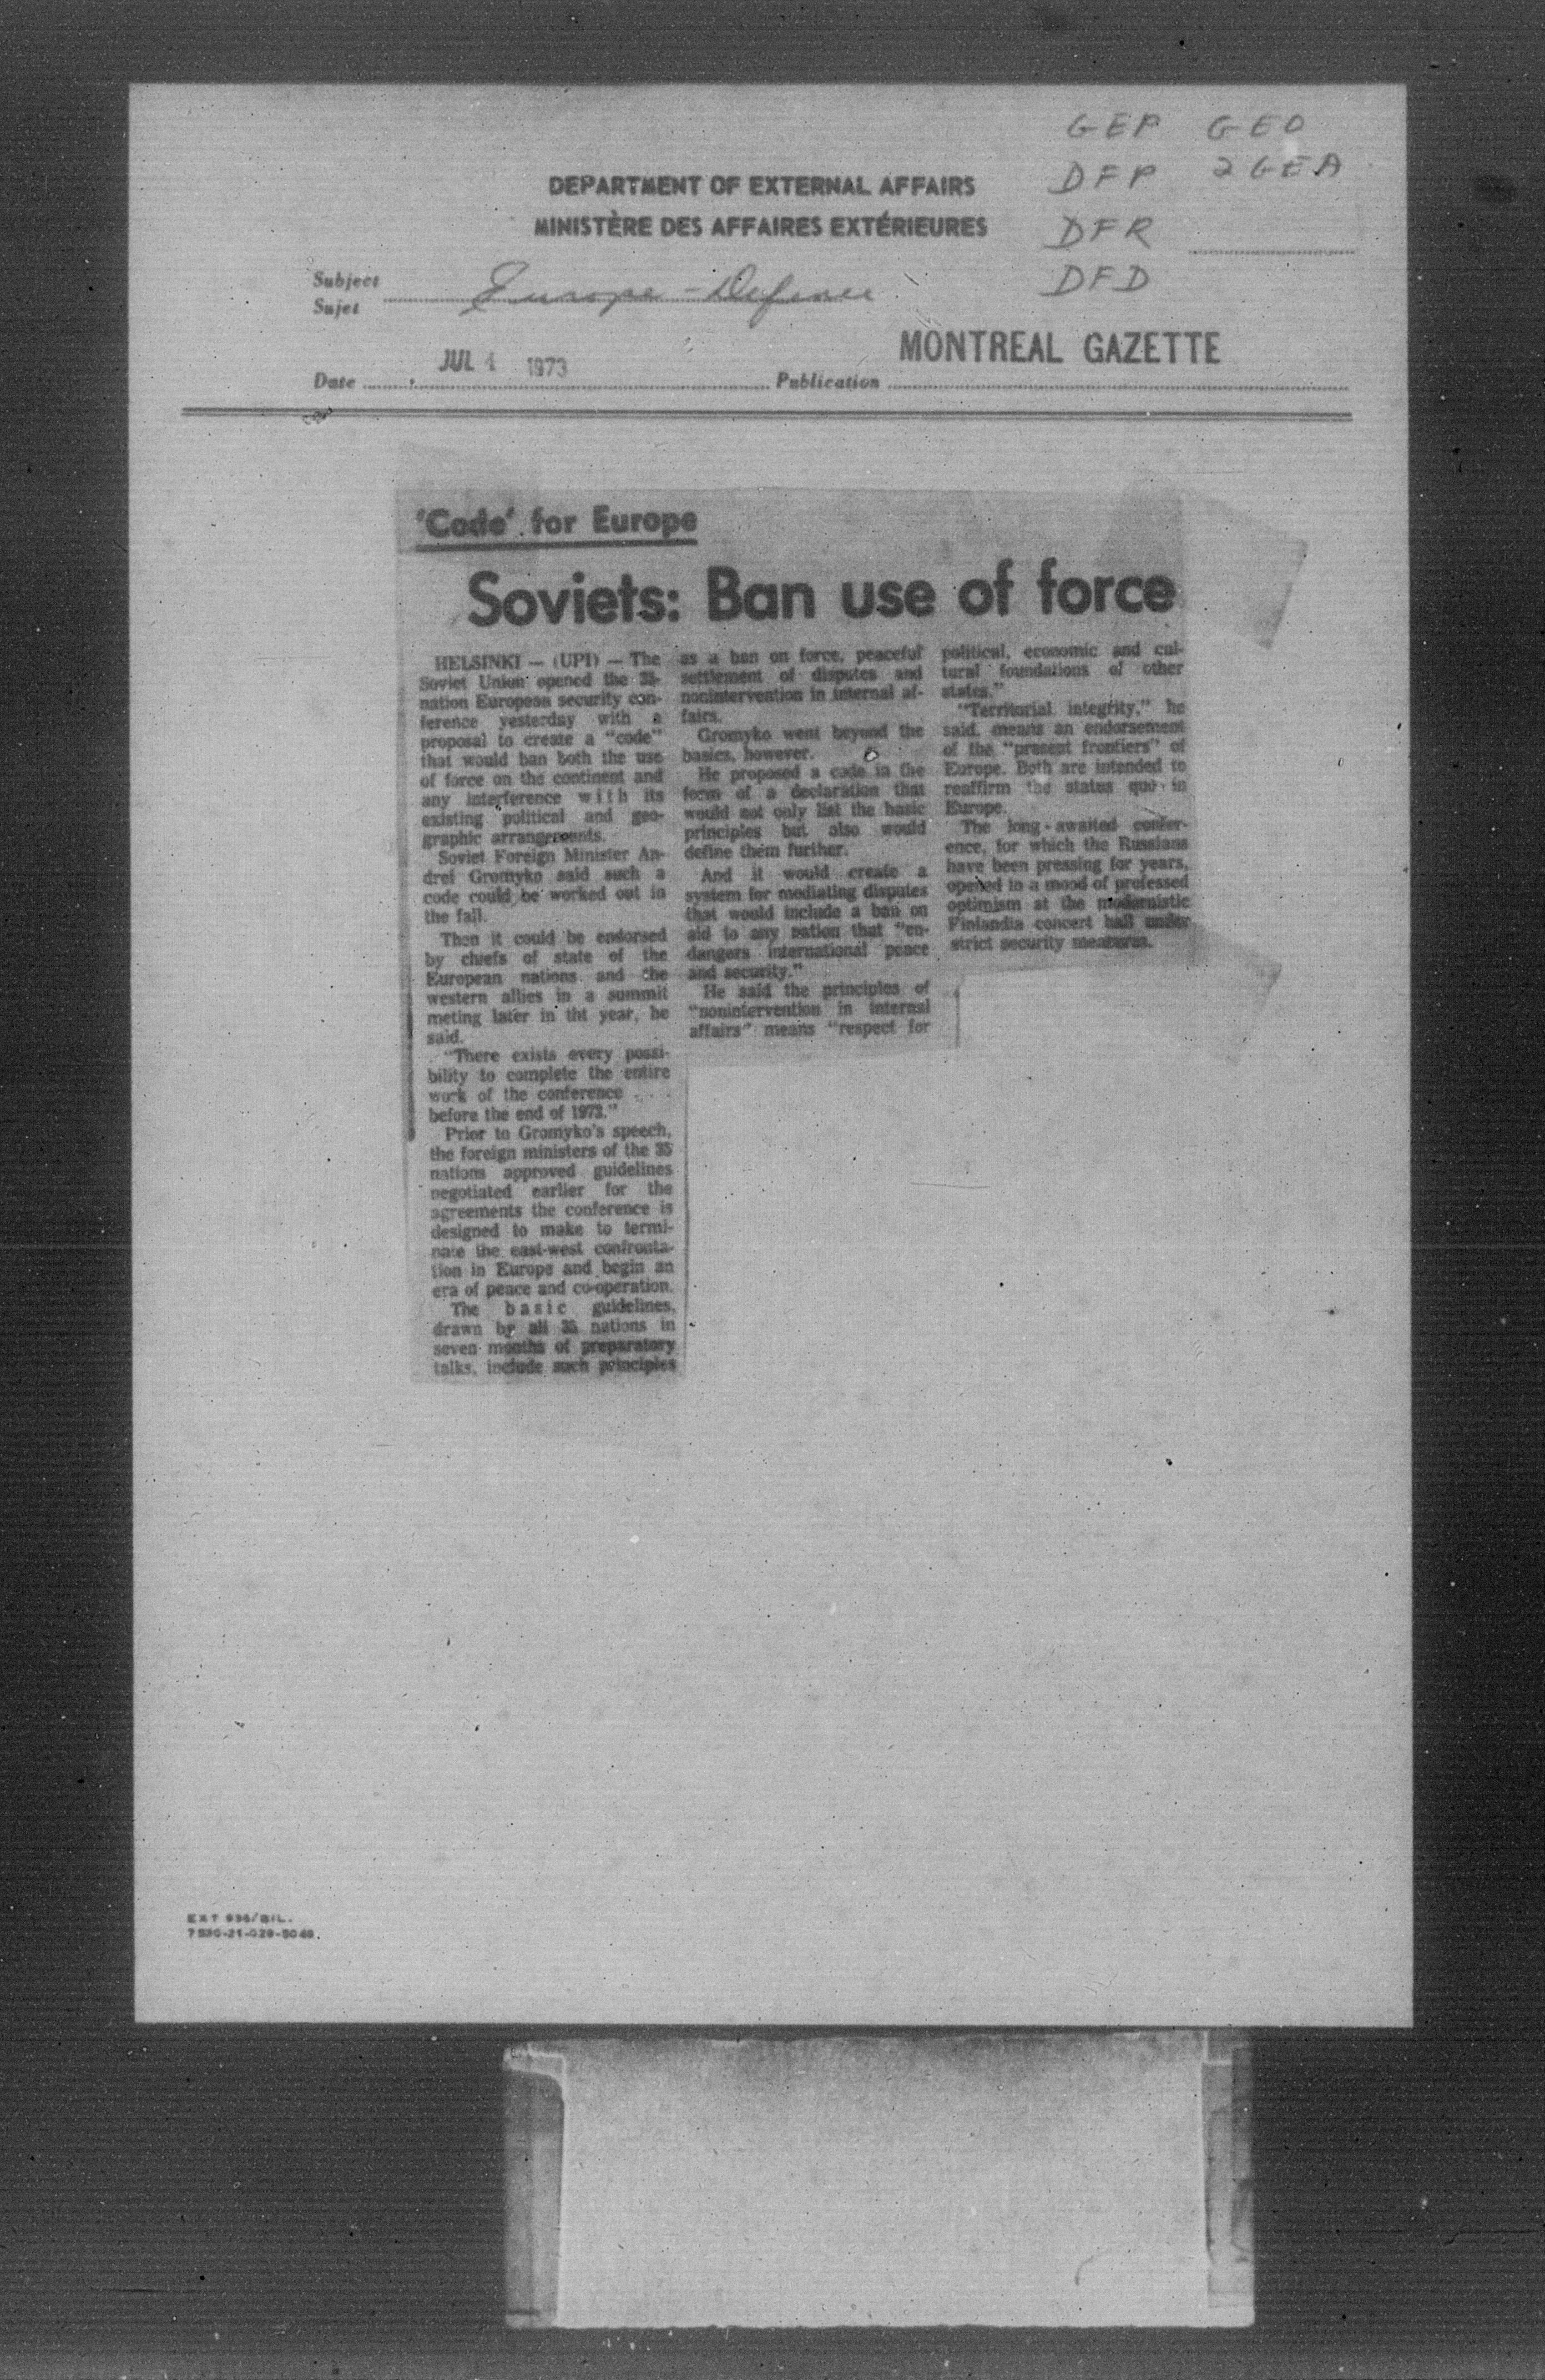 GEP GEO
DFP 2 GEA
DFR
DFD
DEPARTMENT OF EXTERNAL AFFAIRS
MINISTÈRE DES AFFAIRES EXTÉRIEURES
Subject
Sujet
Europe - Defence
Date JUL 4 1973 Publication MONTREAL GAZETTE
'Code' for Europe
Soviets: Ban use of force
HELSINKI — (UPI) — The
Soviet Union opened the 35-
nation European security con-
ference yesterday with a
proposal to create a "code"
that would ban both the use
of force on the continent and
any interference with its
existing political and geo-
graphic arrangements.
Soviet Foreign Minister An-
drei Gromyko said such a
code could be worked out in
the fall.
Then it could be endorsed
by chiefs of state of the
European nations and the
western allies in a summit
meting later in tht year, he
said.
"There exists every possi-
bility to complete the entire
work of the conference . . .
before the end of 1973."
Prior to Gromyko's speech,
the foreign ministers of the 35
nations approved guidelines
negotiated earlier for the
agreements the conference is
designed to make to termi-
nate the east-west confronta-
tion in Europe and begin an
era of peace and co-operation.
The basic guidelines,
drawn by all 35 nations in
seven months of preparatory
talks, include such principles
as a ban on force, peaceful
settlement of disputes and
nonintervention in internal af-
fairs.
Gromyko went beyond the
basics, however.
He proposed a code in the
form of a declaration that
would not only list the basic
principles but also would
define them further.
And it would create a
system for mediating disputes
that would include a ban on
aid to any nation that "en-
dangers international peace
and security."
He said the principles of
"nonintervention in internal
affairs" means "respect for
political, economic and cul-
tural foundations of other
states."
"Territorial integrity," he
said, means an endorsement
of the "present frontiers" of
Europe. Both are intended to
reaffirm the status quo in
Europe.
The long-awaited confer-
ence, for which the Russians
have been pressing for years,
opened in a mood of professed
optimism at the modernistic
Finlandia concert hall under
strict security measures.
EXT 936/BIL.
7530-21-029-5048.